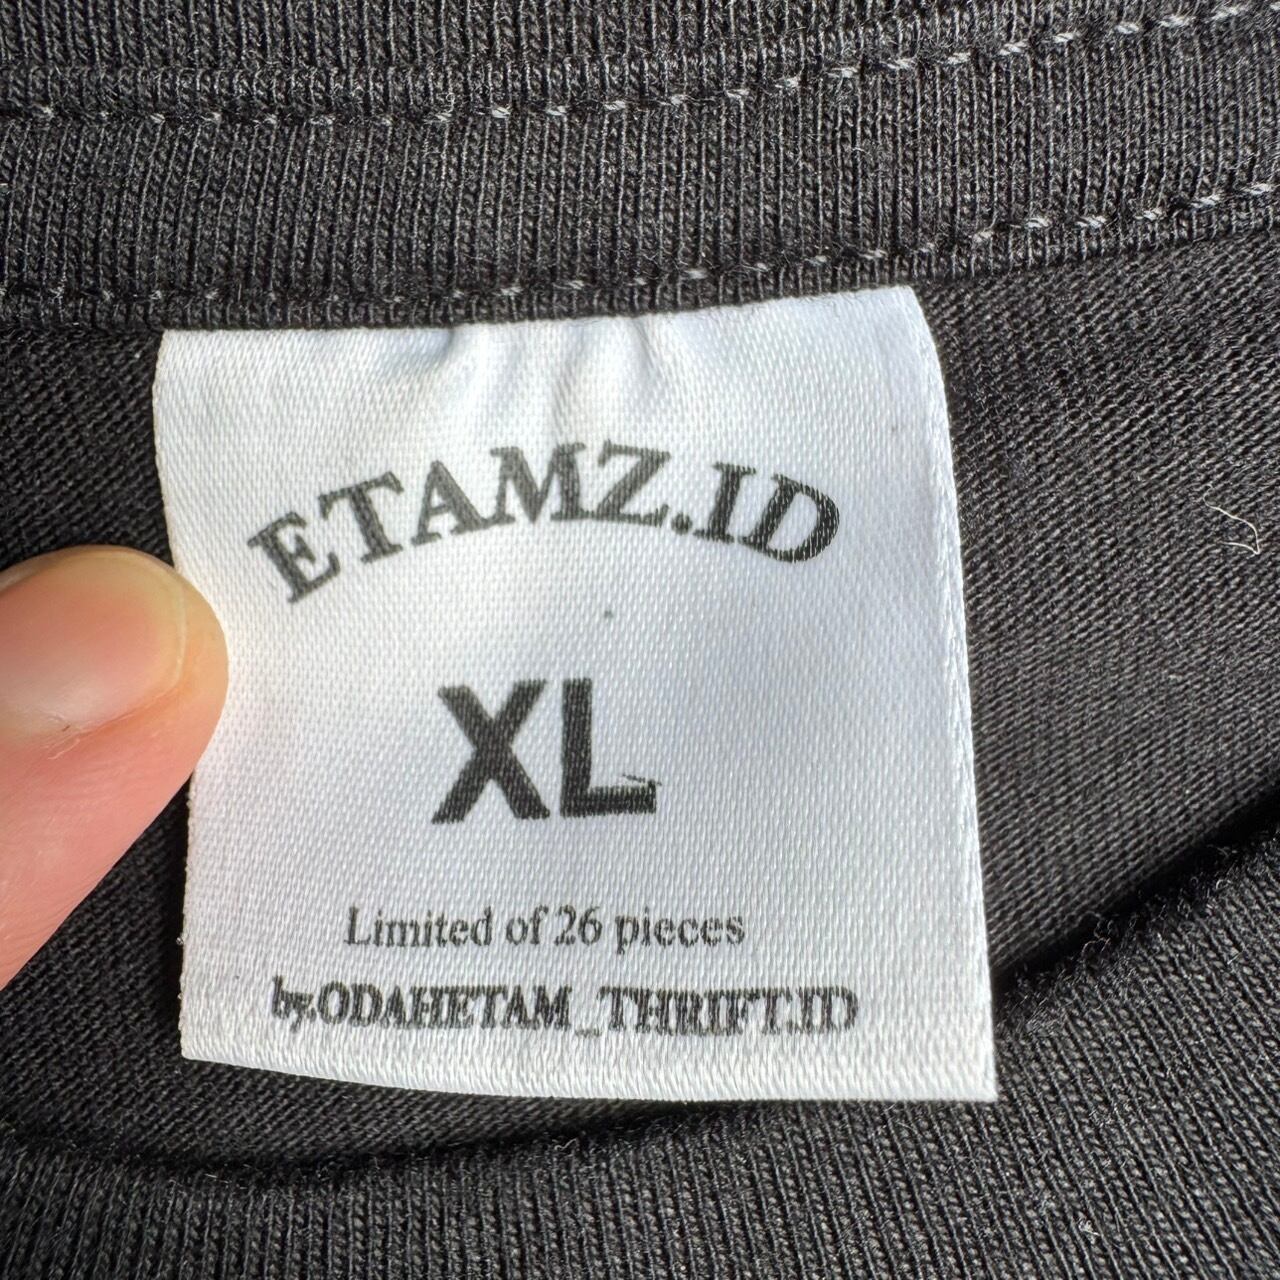 ETAMZ.ID
XL
Limited of 26 pieces
by.ODAHETAM_THRIFT.ID